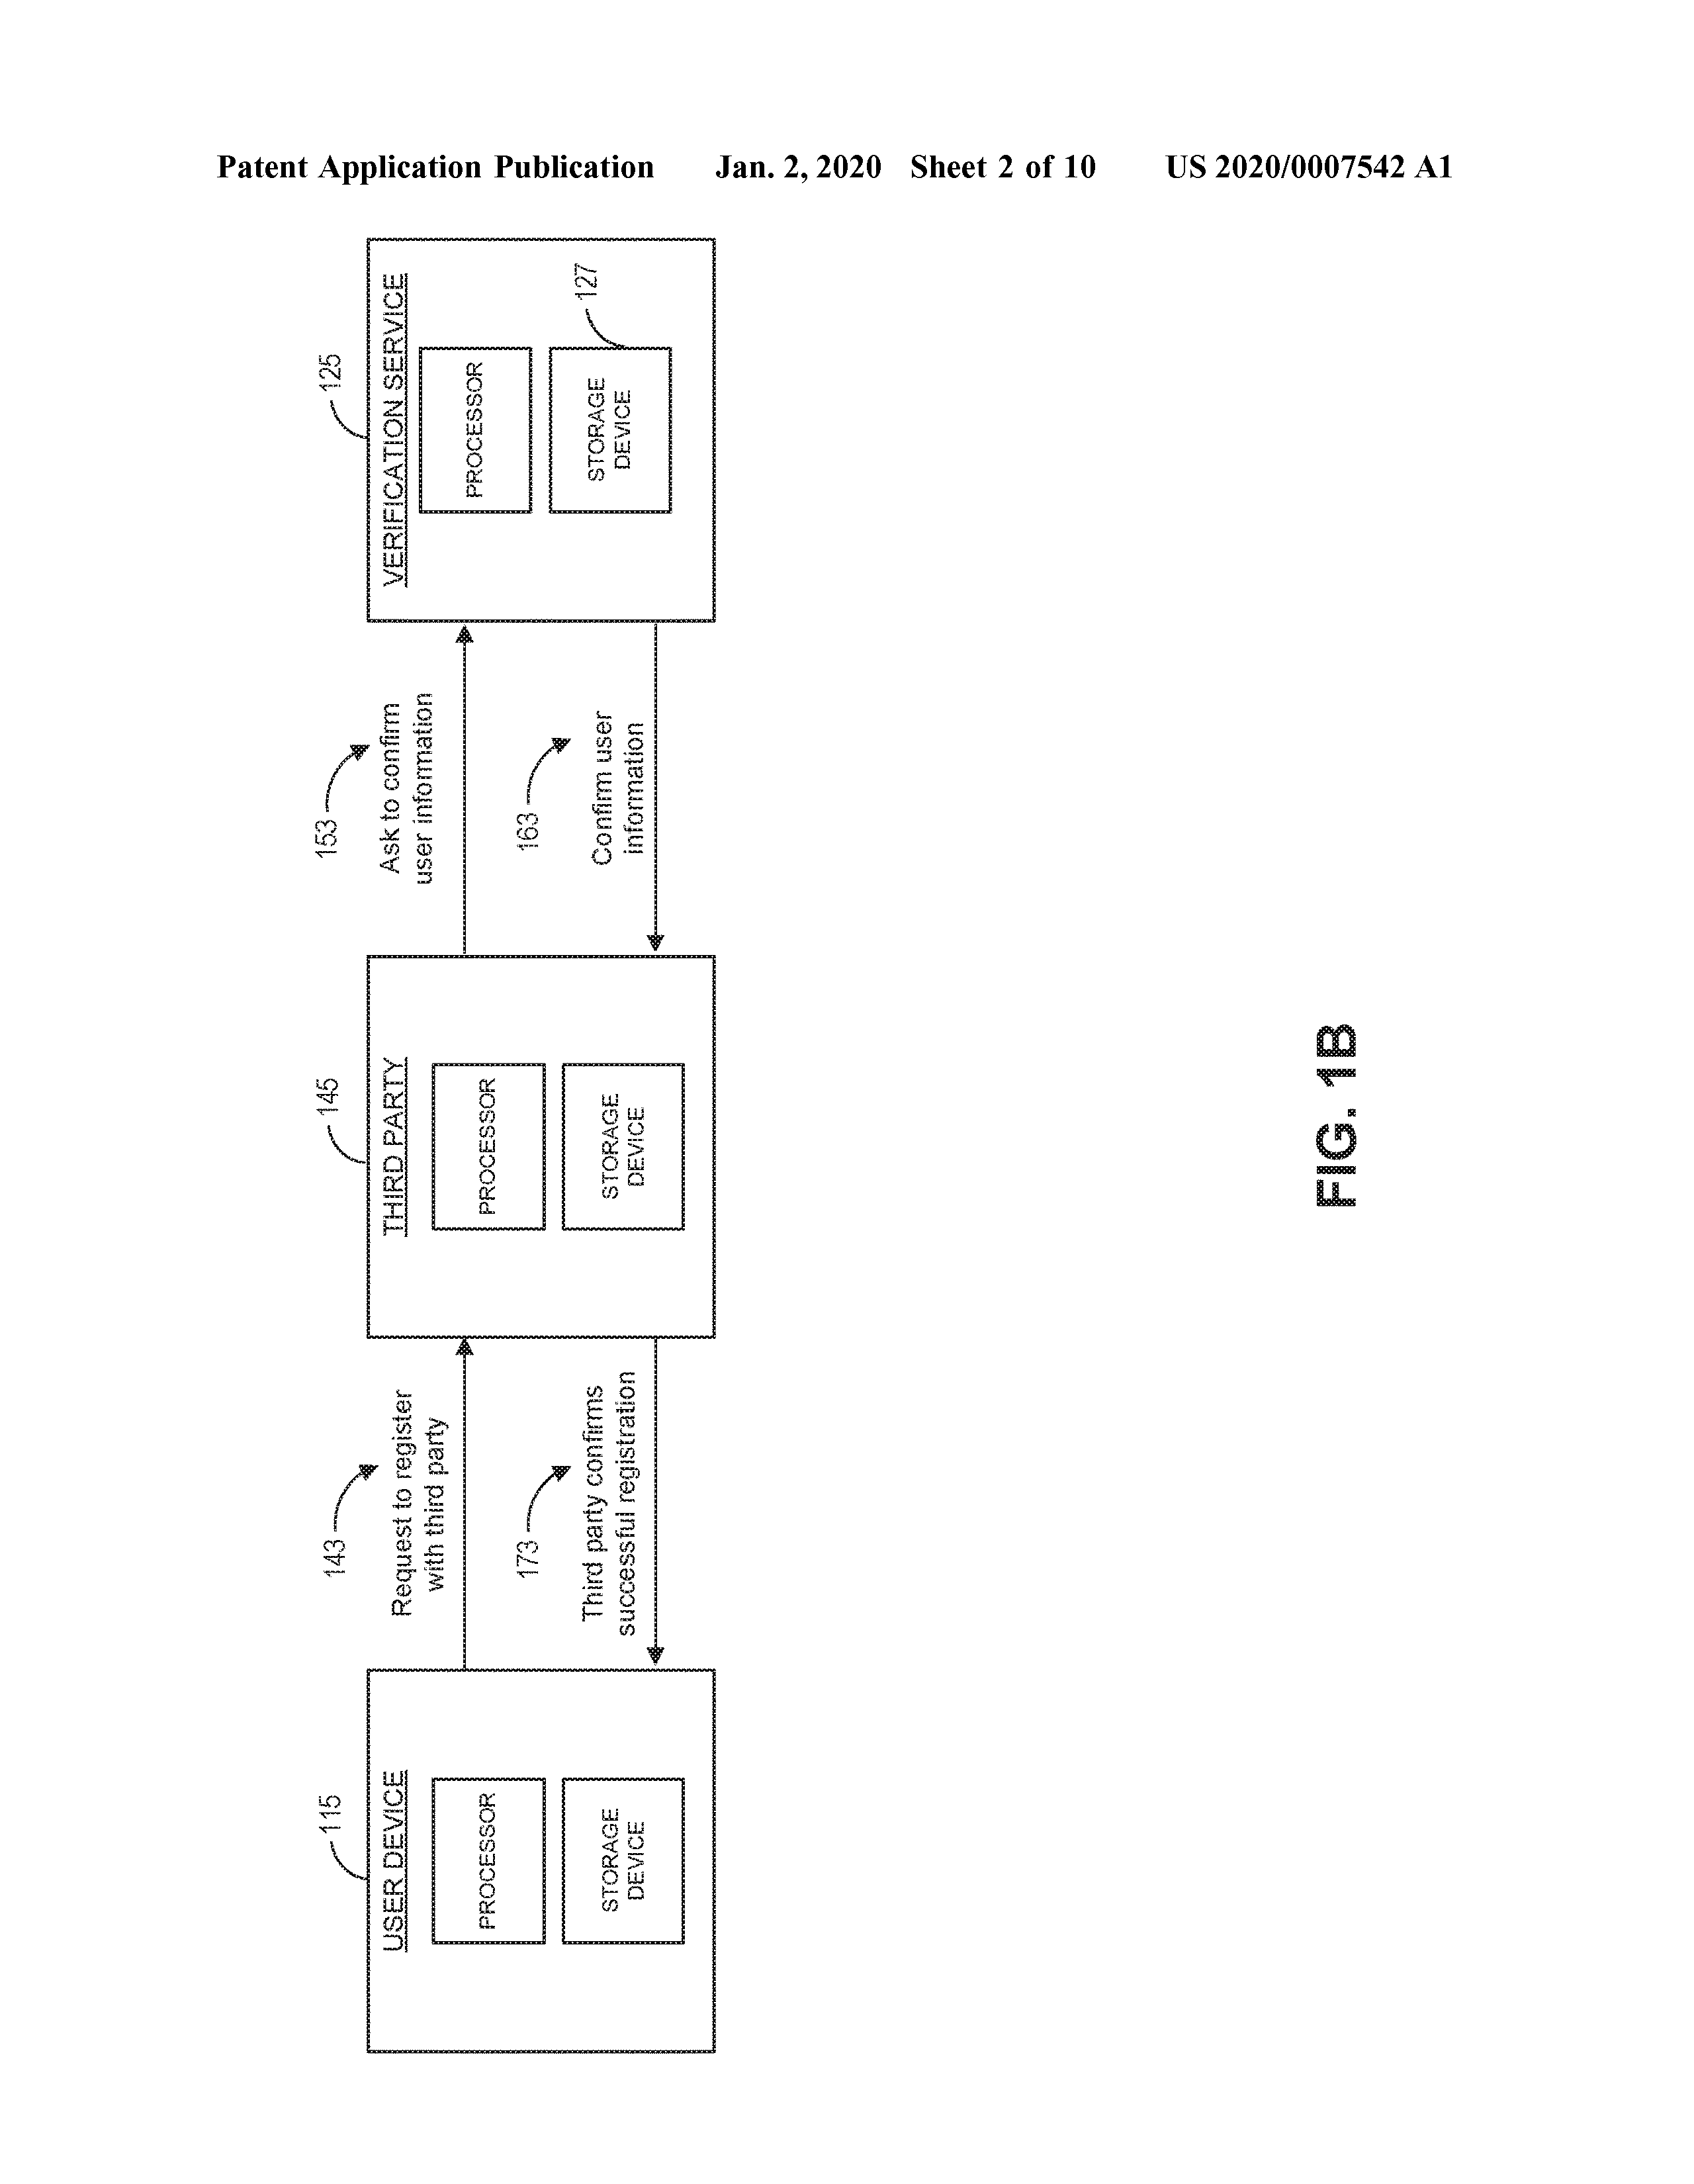 Patent Application Publication Jan. 2, 2020 Sheet 2 of 10 US 2020/0007542 A1
115
USER DEVICE
PROCESSOR
STORAGE
DEVICE
143
Request to register
with third party
173
Third party confirms
successful registration
145
THIRD PARTY
PROCESSOR
STORAGE
DEVICE
153
Ask to confirm
user information
163
Confirm user
information
125
VERIFICATION SERVICE
PROCESSOR
STORAGE
DEVICE
127
FIG. 1B